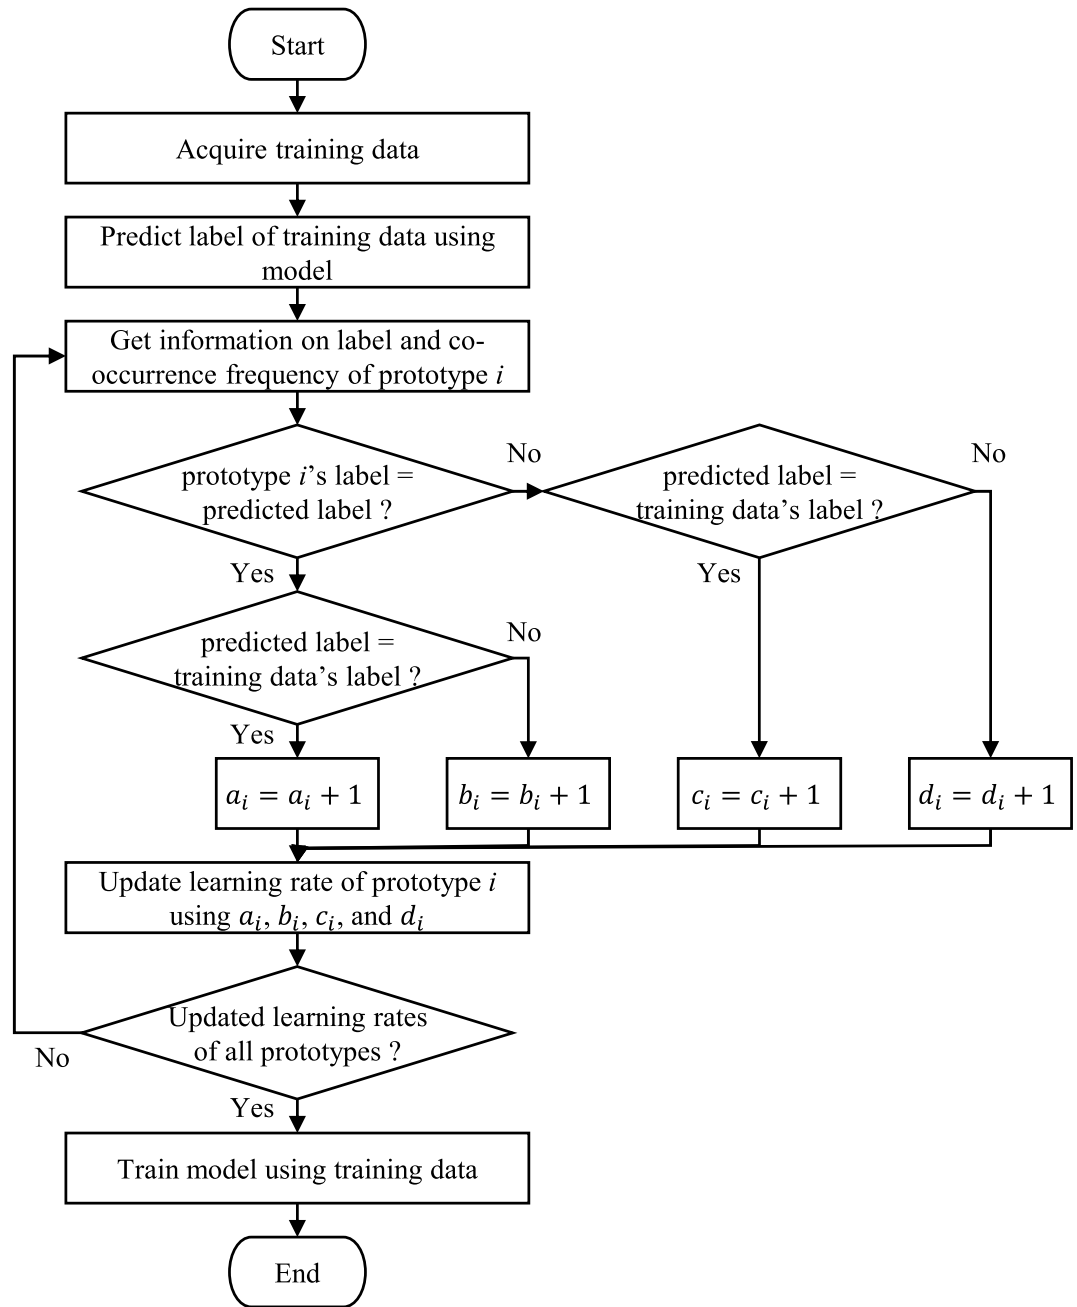 Start
Acquire training data
Predict label of training data using
model
Get information on label and co-
occurrence frequency of prototype i
prototype i’s label =
predicted label ?
No
predicted label =
training data’s label ?
No
Yes
Yes
predicted label =
training data’s label ?
No
Yes
a_i = a_i + 1
b_i = b_i + 1
c_i = c_i + 1
d_i = d_i + 1
Update learning rate of prototype i
using a_i, b_i, c_i, and d_i
Updated learning rates
of all prototypes ?
No
Yes
Train model using training data
End